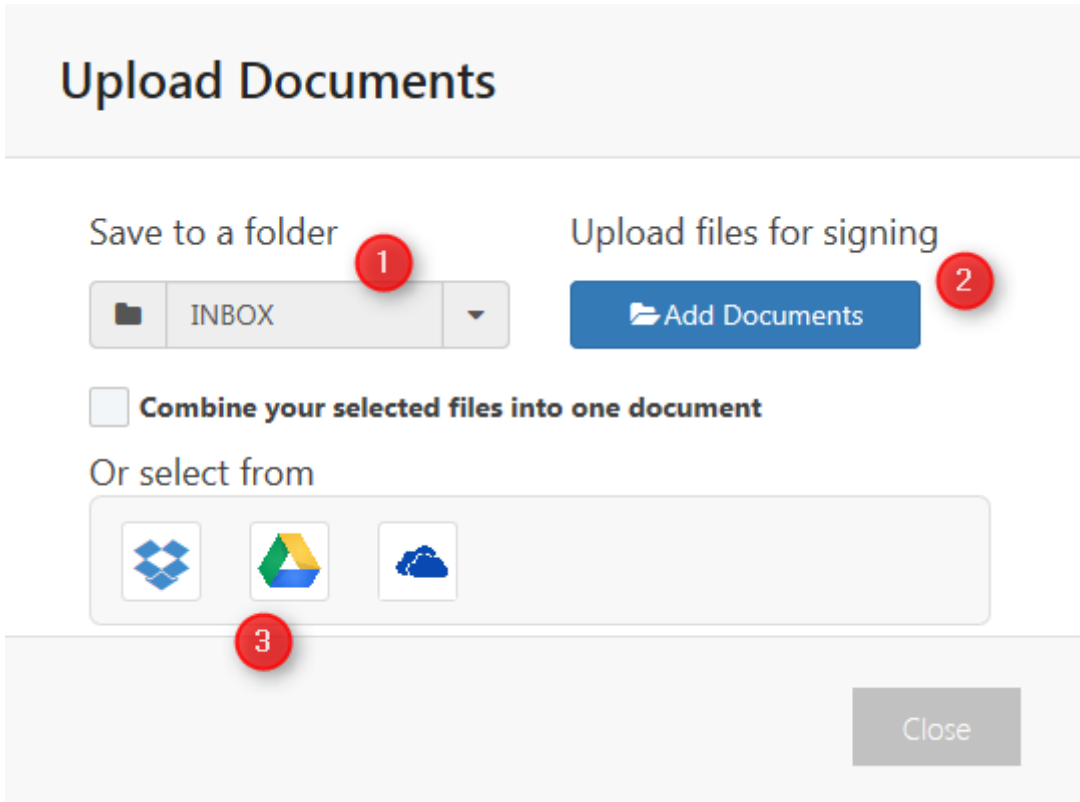 Upload Documents
Save to a folder
1
Upload files for signing
2
INBOX
Add Documents
Combine your selected files into one document
Or select from
3
Close